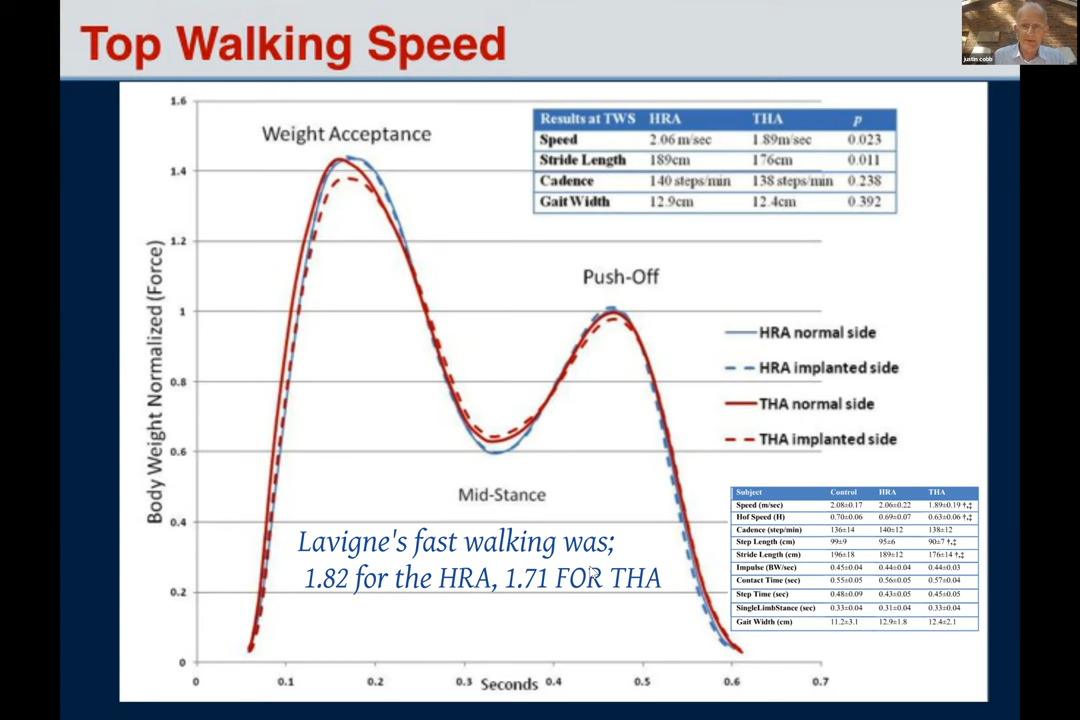 Top Walking Speed
justin cobb
1.6
1.4
1.2
1
0.8
0.6
0.4
0.2
0
Body Weight Normalized (Force)
Weight Acceptance
Results at TWS HRA THA p
Speed 2.06 m/sec 1.89m/sec 0.023
Stride Length 189cm 176cm 0.011
Cadence 140 steps/min 138 steps/min 0.238
Gait Width 12.9cm 12.4cm 0.392
Push-Off
HRA normal side
HRA implanted side
THA normal side
THA implanted side
Mid-Stance
Lavigne's fast walking was;
1.82 for the HRA, 1.71 FOR THA
Subject Control HRA THA
Speed (m/sec) 2.08±0.17 2.06±0.22 1.89±0.19 †,‡
Hof Speed (H) 0.70±0.06 0.69±0.07 0.63±0.06 †,‡
Cadence (step/min) 136±14 140±12 138±12
Step Length (cm) 99±9 95±6 90±7 †,‡
Stride Length (cm) 196±18 189±12 176±14 †,‡
Impulse (BW/sec) 0.45±0.04 0.44±0.04 0.44±0.03
Contact Time (sec) 0.55±0.05 0.56±0.05 0.57±0.04
Step Time (sec) 0.48±0.09 0.43±0.05 0.45±0.05
SingleLimbStance (sec) 0.33±0.04 0.31±0.04 0.33±0.04
Gait Width (cm) 11.2±3.1 12.9±1.8 12.4±2.1
0 0.1 0.2 0.3 0.4 0.5 0.6 0.7
Seconds